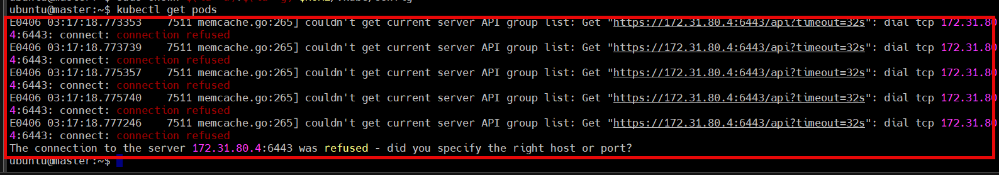 ubuntu@master:~$ kubectl get pods
E0406 03:17:18.773353    7511 memcache.go:265] couldn't get current server API group list: Get "https://172.31.80.4:6443/api?timeout=32s": dial tcp 172.31.80
4:6443: connect: connection refused
E0406 03:17:18.773739    7511 memcache.go:265] couldn't get current server API group list: Get "https://172.31.80.4:6443/api?timeout=32s": dial tcp 172.31.80
4:6443: connect: connection refused
E0406 03:17:18.775357    7511 memcache.go:265] couldn't get current server API group list: Get "https://172.31.80.4:6443/api?timeout=32s": dial tcp 172.31.80
4:6443: connect: connection refused
E0406 03:17:18.775740    7511 memcache.go:265] couldn't get current server API group list: Get "https://172.31.80.4:6443/api?timeout=32s": dial tcp 172.31.80
4:6443: connect: connection refused
E0406 03:17:18.777246    7511 memcache.go:265] couldn't get current server API group list: Get "https://172.31.80.4:6443/api?timeout=32s": dial tcp 172.31.80
4:6443: connect: connection refused
The connection to the server 172.31.80.4:6443 was refused - did you specify the right host or port?
ubuntu@master:~$